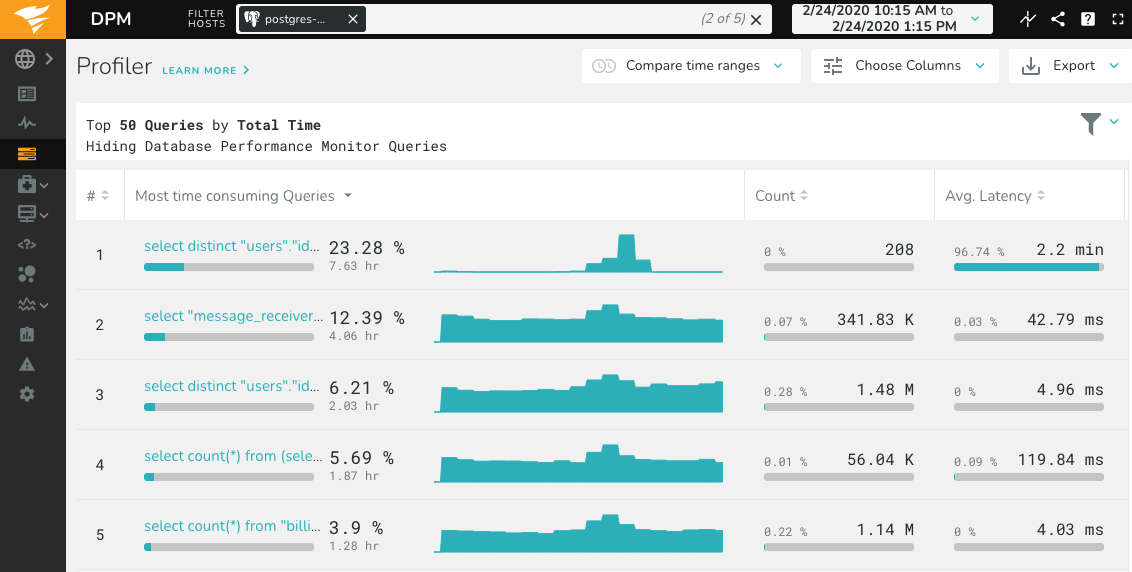 DPM
FILTER
HOSTS
postgres-...
(2 of 5)
2/24/2020 10:15 AM to
2/24/2020 1:15 PM
Profiler
LEARN MORE
Compare time ranges
Choose Columns
Export
Top 50 Queries by Total Time
Hiding Database Performance Monitor Queries
# Most time consuming Queries Count Avg. Latency
1 select distinct "users"."id... 23.28 % 0 % 208 96.74 % 2.2 min
7.63 hr
2 select "message_receiver... 12.39 % 0.07 % 341.83 K 0.03 % 42.79 ms
4.06 hr
3 select distinct "users"."id... 6.21 % 0.28 % 1.48 M 0 % 4.96 ms
2.03 hr
4 select count(*) from (sele... 5.69 % 0.01 % 56.04 K 0.09 % 119.84 ms
1.87 hr
5 select count(*) from "billi... 3.9 % 0.22 % 1.14 M 0 % 4.03 ms
1.28 hr